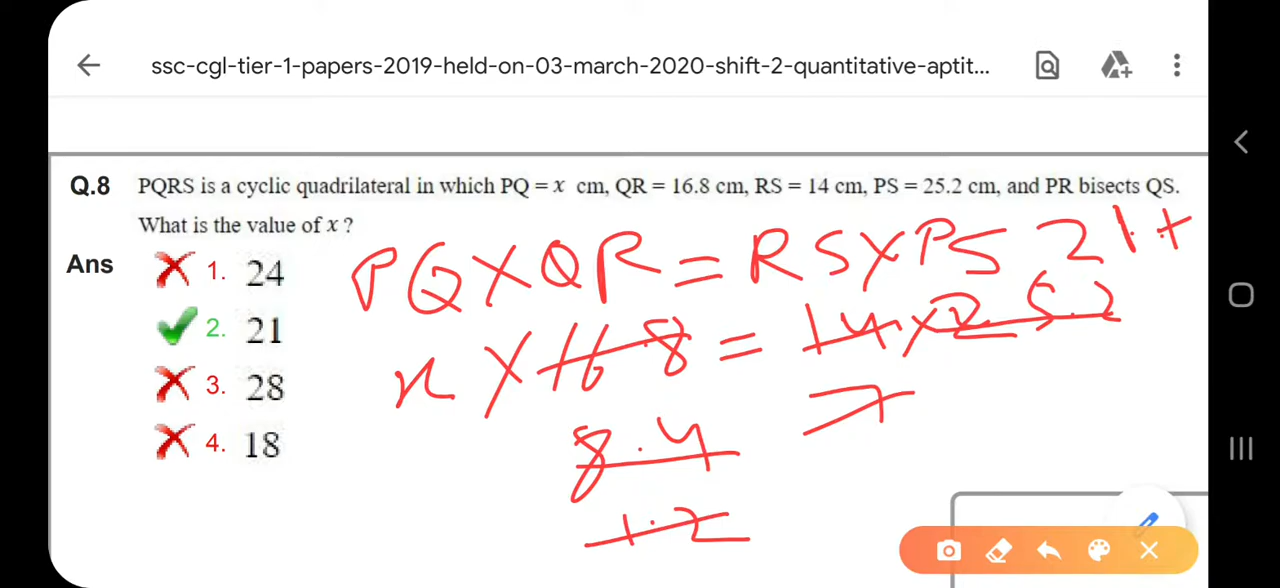 ssc-cgl-tier-1-papers-2019-held-on-03-march-2020-shift-2-quantitative-aptit...
Q.8 PQRS is a cyclic quadrilateral in which PQ = x cm, QR = 16.8 cm, RS = 14 cm, PS = 25.2 cm, and PR bisects QS.
What is the value of x ?
Ans
1. 24
2. 21
3. 28
4. 18
PQ X QR = RS X PS
x X 16.8 = 14 X 25.2
8.4 7
1.2